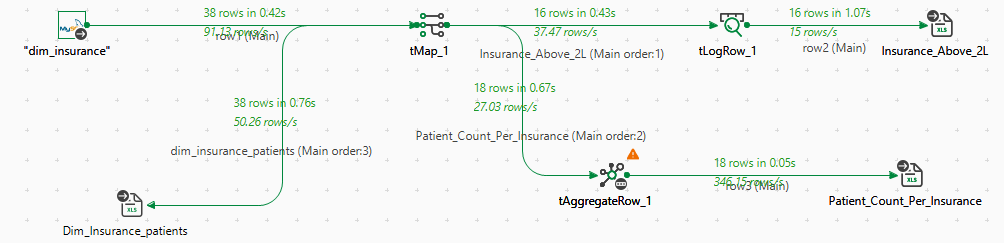 38 rows in 0.42s
91.13 rows/s
row1 (Main)
"dim_insurance"
tMap_1
16 rows in 0.43s
37.47 rows/s
Insurance_Above_2L (Main order:1)
tLogRow_1
16 rows in 1.07s
15 rows/s
row2 (Main)
XLS
Insurance_Above_2L
38 rows in 0.76s
50.26 rows/s
dim_insurance_patients (Main order:3)
18 rows in 0.67s
27.03 rows/s
Patient_Count_Per_Insurance (Main order:2)
tAggregateRow_1
18 rows in 0.05s
346.15 rows/s
row3 (Main)
XLS
Patient_Count_Per_Insurance
XLS
Dim_Insurance_patients